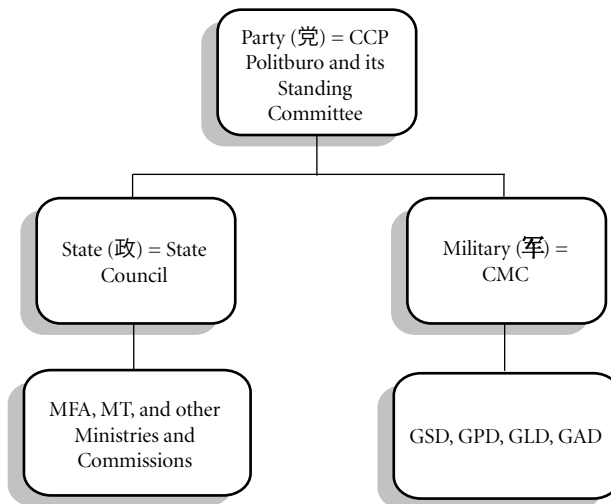 Party (党) = CCP
Politburo and its
Standing
Committee
State (政) = State
Council
Military (军) =
CMC
MFA, MT, and other
Ministries and
Commissions
GSD, GPD, GLD, GAD